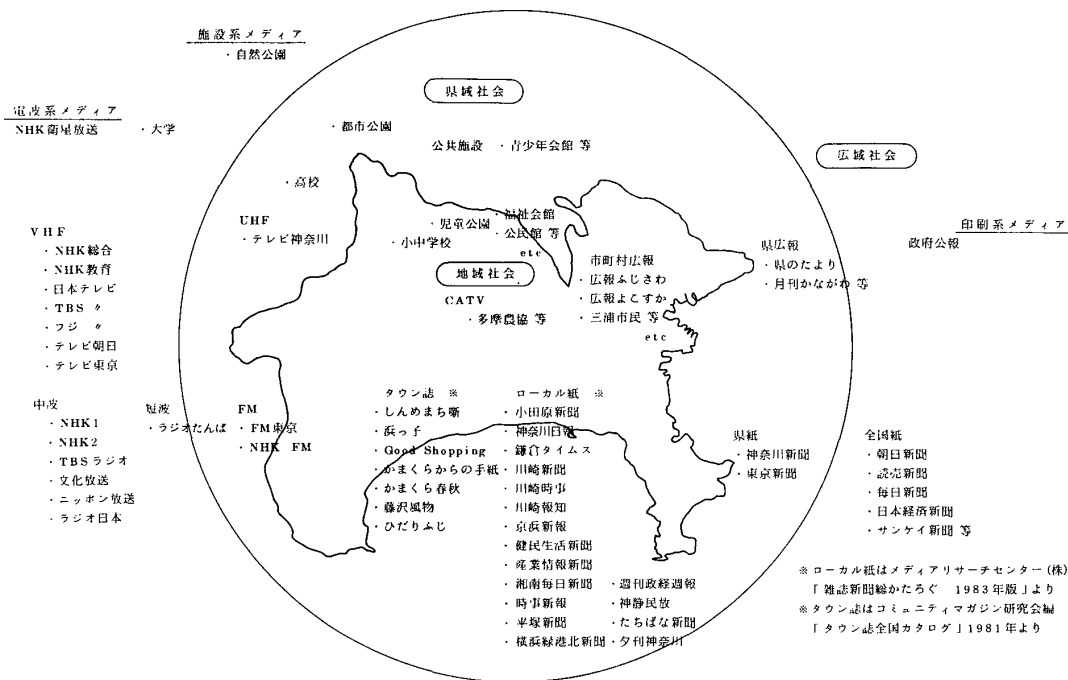 施設系メディア
・自然公園
県域社会
電波系メディア
NHK衛星放送
・大学
・都市公園
公共施設 ・青少年会館 等
広域社会
・高校
UHF
・テレビ神奈川
・児童公園
・小中学校
・福祉会館
・公民館 等
etc
印刷系メディア
政府公報
県広報
・県のたより
・月刊かながわ 等
VHF
・NHK総合
・NHK教育
・日本テレビ
・TBS 〃
・フジ 〃
・テレビ朝日
・テレビ東京
地域社会
CATV
・多摩農協 等
市町村広報
・広報ふじさわ
・広報よこすか
・三浦市民 等
etc
中波
・NHK1
・NHK2
・TBSラジオ
・文化放送
・ニッポン放送
・ラジオ日本
短波
・ラジオたんぱ
FM
・FM東京
・NHK FM
タウン誌 ※
・しんめまち噺
・浜っ子
・Good Shopping
・かまくらからの手紙
・かまくら春秋
・藤沢風物
・ひだりふじ
ローカル紙 ※
・小田原新聞
・神奈川日報
・鎌倉タイムス
・川崎新聞
・川崎時事
・川崎報知
・京浜新報
・健民生活新聞
・産業情報新聞
・湘南毎日新聞
・時事新報
・平塚新聞
・横浜緑港北新聞
・週刊政経週報
・神静民放
・たちばな新聞
・夕刊神奈川
県紙
・神奈川新聞
・東京新聞
全国紙
・朝日新聞
・読売新聞
・毎日新聞
・日本経済新聞
・サンケイ新聞 等
※ローカル紙はメディアリサーチセンター(株)
「雑誌新聞総かたろぐ 1983年版」より
※タウン誌はコミュニティマガジン研究会編
「タウン誌全国カタログ」1981年より